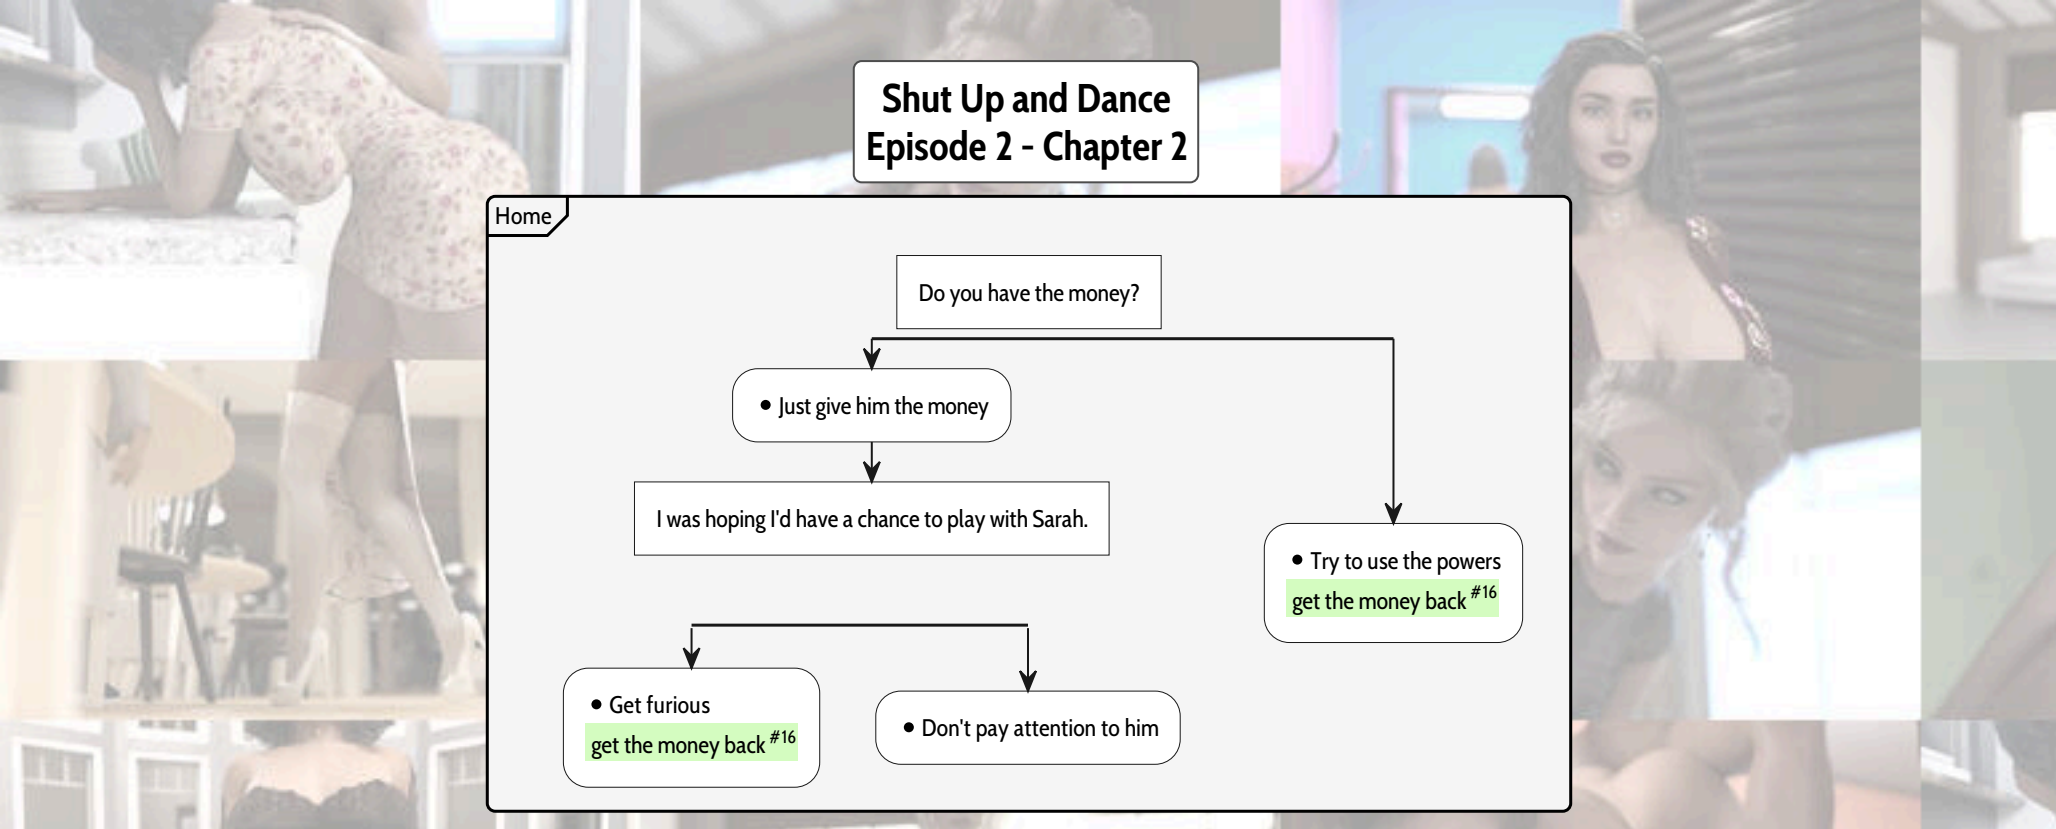 Shut Up and Dance
Episode 2 - Chapter 2
Home
Do you have the money?
• Just give him the money
I was hoping I'd have a chance to play with Sarah.
• Try to use the powers
get the money back #16
• Get furious
get the money back #16
• Don't pay attention to him